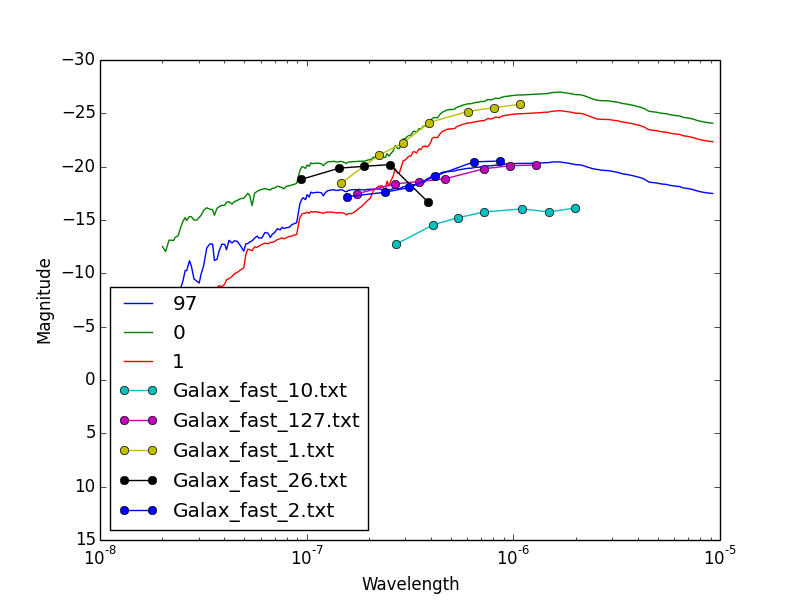 −30
−25
−20
−15
−10
−5
0
5
10
15
Magnitude
97
0
1
Galax_fast_10.txt
Galax_fast_127.txt
Galax_fast_1.txt
Galax_fast_26.txt
Galax_fast_2.txt
10⁻⁸ 10⁻⁷ 10⁻⁶ 10⁻⁵
Wavelength